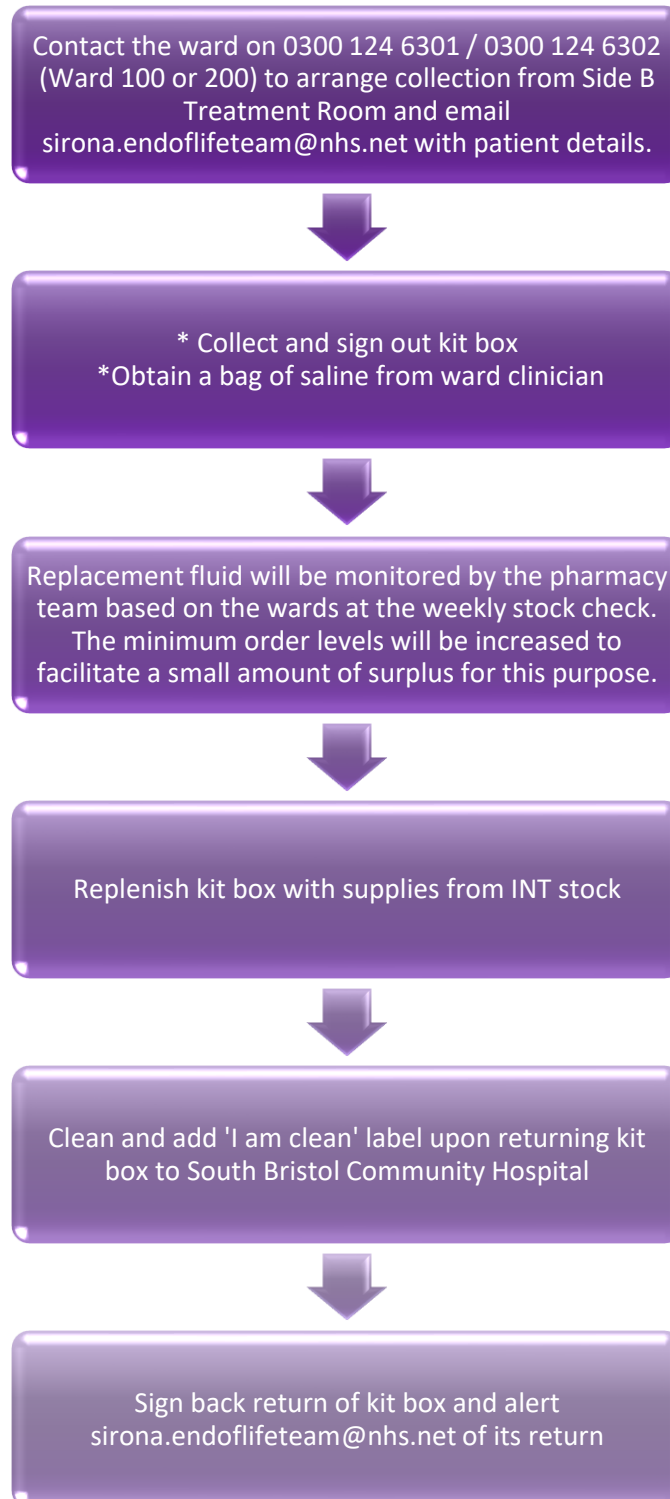 Contact the ward on 0300 124 6301 / 0300 124 6302
(Ward 100 or 200) to arrange collection from Side B
Treatment Room and email
sirona.endoflifeteam@nhs.net with patient details.
* Collect and sign out kit box
*Obtain a bag of saline from ward clinician
Replacement fluid will be monitored by the pharmacy
team based on the wards at the weekly stock check.
The minimum order levels will be increased to
facilitate a small amount of surplus for this purpose.
Replenish kit box with supplies from INT stock
Clean and add 'I am clean' label upon returning kit
box to South Bristol Community Hospital
Sign back return of kit box and alert
sirona.endoflifeteam@nhs.net of its return